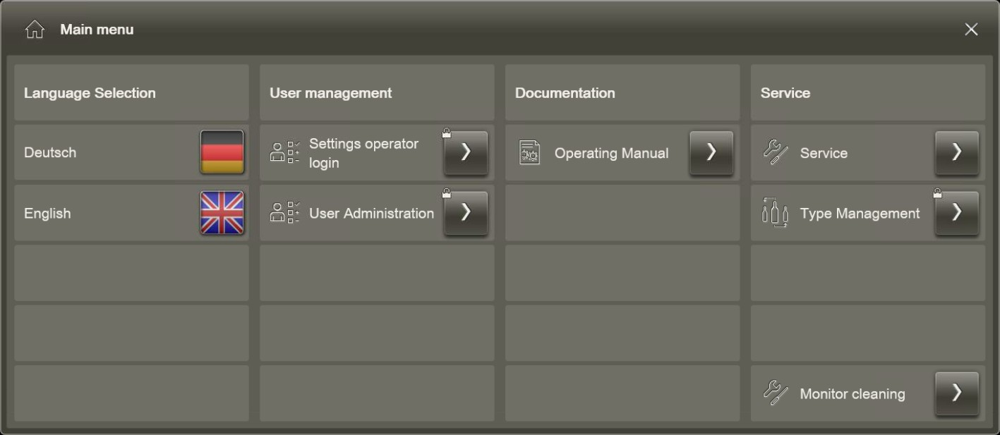 Main menu
Language Selection
User management
Documentation
Service
Deutsch
Settings operator
login
Operating Manual
Service
English
User Administration
Type Management
Monitor cleaning